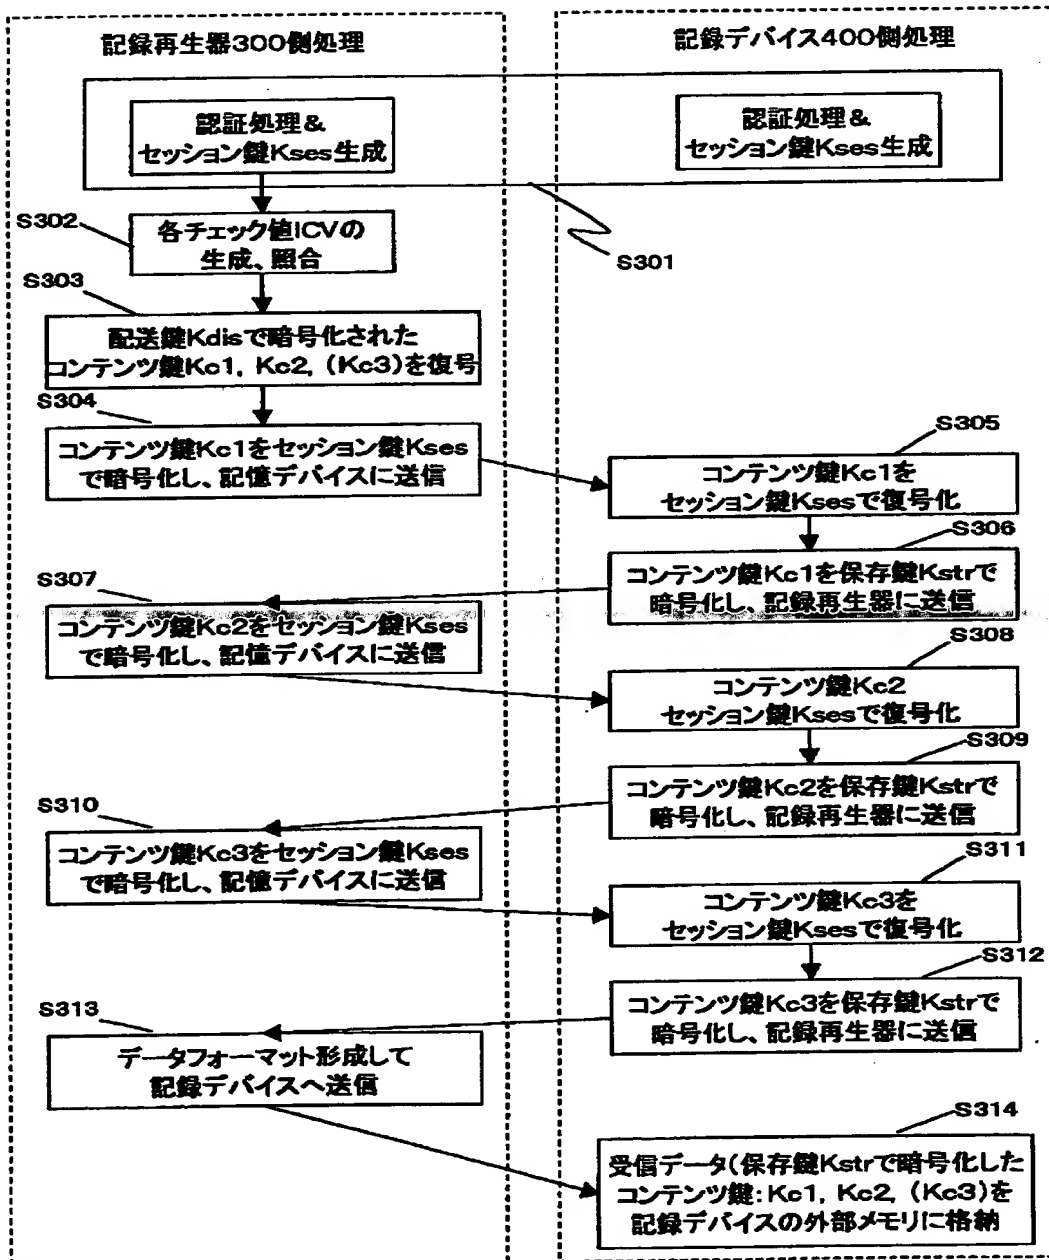 記録再生器300側処理
記録デバイス400側処理
認証処理&
セッション鍵Kses生成
認証処理&
セッション鍵Kses生成
S301
S302
各チェック値ICVの
生成、照合
S303
配送鍵Kdisで暗号化された
コンテンツ鍵Kc1, Kc2, (Kc3)を復号
S304
コンテンツ鍵Kc1をセッション鍵Kses
で暗号化し、記憶デバイスに送信
S305
コンテンツ鍵Kc1を
セッション鍵Ksesで復号化
S306
コンテンツ鍵Kc1を保存鍵Kstrで
暗号化し、記録再生器に送信
S307
コンテンツ鍵Kc2をセッション鍵Kses
で暗号化し、記憶デバイスに送信
S308
コンテンツ鍵Kc2
セッション鍵Ksesで復号化
S309
コンテンツ鍵Kc2を保存鍵Kstrで
暗号化し、記録再生器に送信
S310
コンテンツ鍵Kc3をセッション鍵Kses
で暗号化し、記憶デバイスに送信
S311
コンテンツ鍵Kc3を
セッション鍵Ksesで復号化
S312
コンテンツ鍵Kc3を保存鍵Kstrで
暗号化し、記録再生器に送信
S313
データフォーマット形成して
記録デバイスへ送信
S314
受信データ(保存鍵Kstrで暗号化した
コンテンツ鍵:Kc1, Kc2, (Kc3)を
記録デバイスの外部メモリに格納